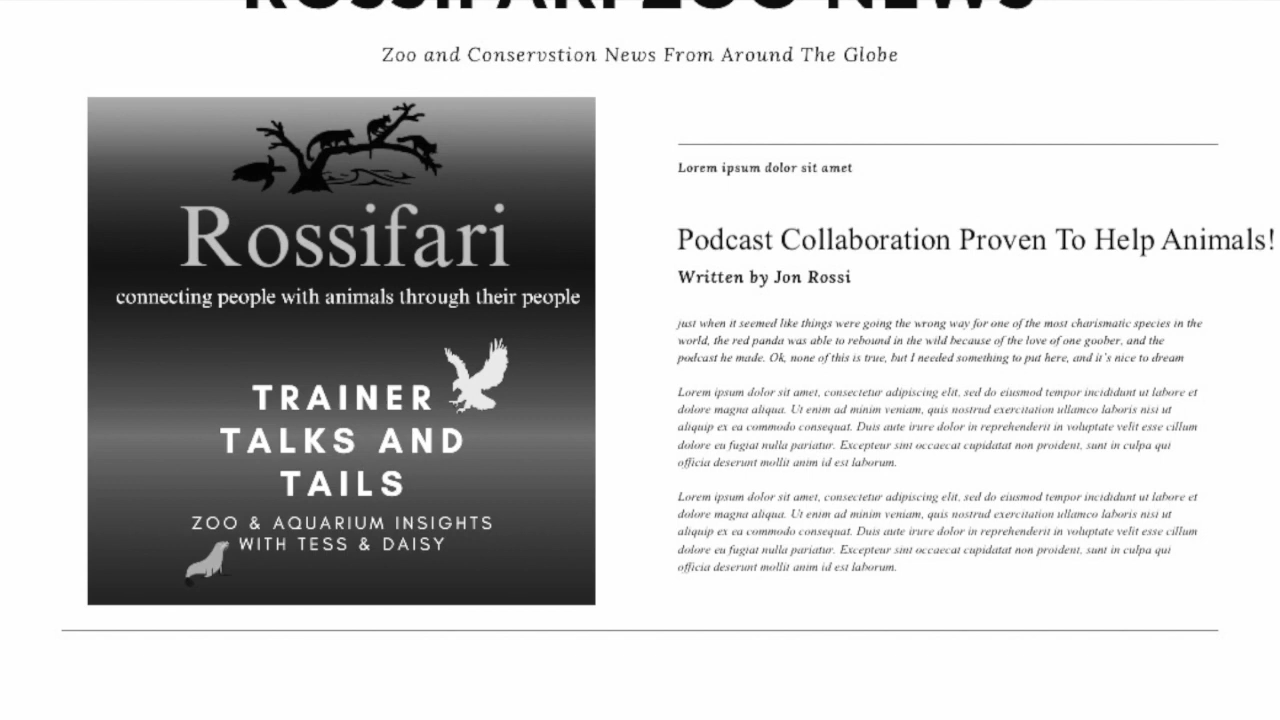 ROSSIFARI ZOO NEWS
Zoo and Conservstion News From Around The Globe
Rossifari
connecting people with animals through their people
TRAINER
TALKS AND
TAILS
ZOO & AQUARIUM INSIGHTS
WITH TESS & DAISY
Lorem ipsum dolor sit amet
Podcast Collaboration Proven To Help Animals!
Written by Jon Rossi
just when it seemed like things were going the wrong way for one of the most charismatic species in the
world, the red panda was able to rebound in the wild because of the love of one goober, and the
podcast he made. Ok, none of this is true, but I needed something to put here, and it's nice to dream
Lorem ipsum dolor sit amet, consectetur adipiscing elit, sed do eiusmod tempor incididunt ut labore et
dolore magna aliqua. Ut enim ad minim veniam, quis nostrud exercitation ullamco laboris nisi ut
aliquip ex ea commodo consequat. Duis aute irure dolor in reprehenderit in voluptate velit esse cillum
dolore eu fugiat nulla pariatur. Excepteur sint occaecat cupidatat non proident, sunt in culpa qui
officia deserunt mollit anim id est laborum.
Lorem ipsum dolor sit amet, consectetur adipiscing elit, sed do eiusmod tempor incididunt ut labore et
dolore magna aliqua. Ut enim ad minim veniam, quis nostrud exercitation ullamco laboris nisi ut
aliquip ex ea commodo consequat. Duis aute irure dolor in reprehenderit in voluptate velit esse cillum
dolore eu fugiat nulla pariatur. Excepteur sint occaecat cupidatat non proident, sunt in culpa qui
officia deserunt mollit anim id est laborum.